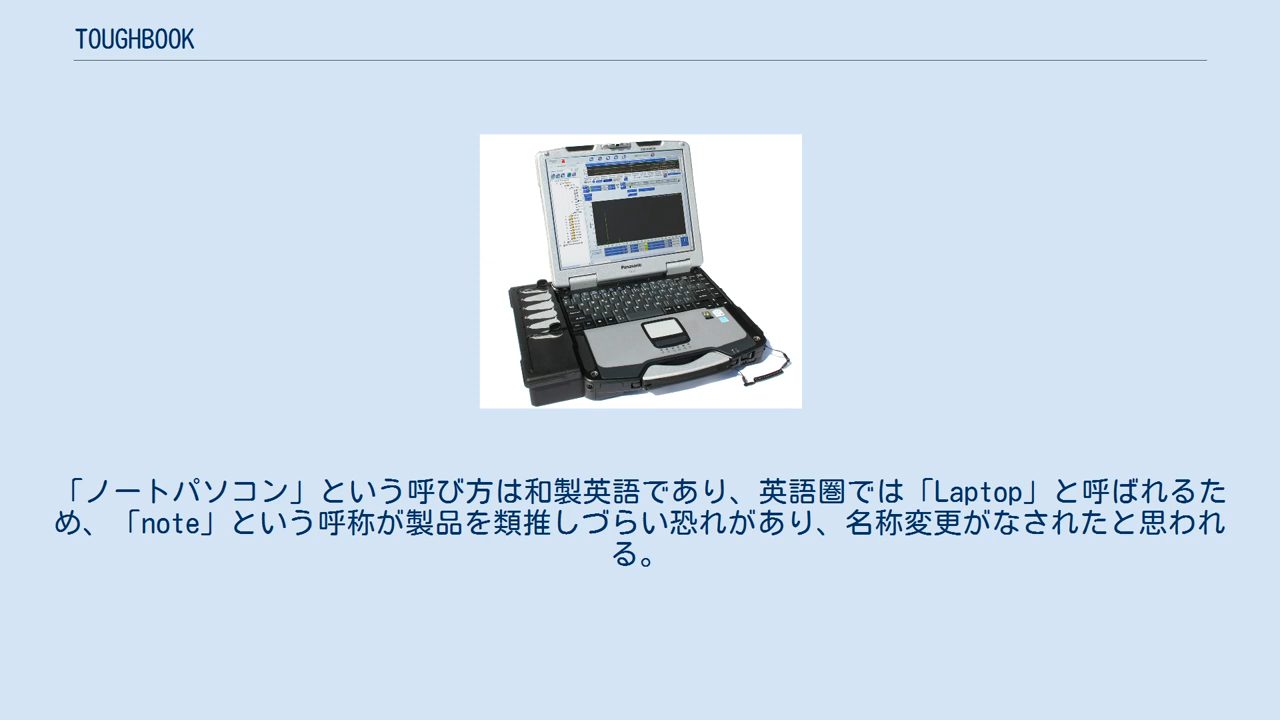 TOUGHBOOK
Panasonic
「ノートパソコン」という呼び方は和製英語であり、英語圏では「Laptop」と呼ばれるた
め、「note」という呼称が製品を類推しづらい恐れがあり、名称変更がなされたと思われ
る。